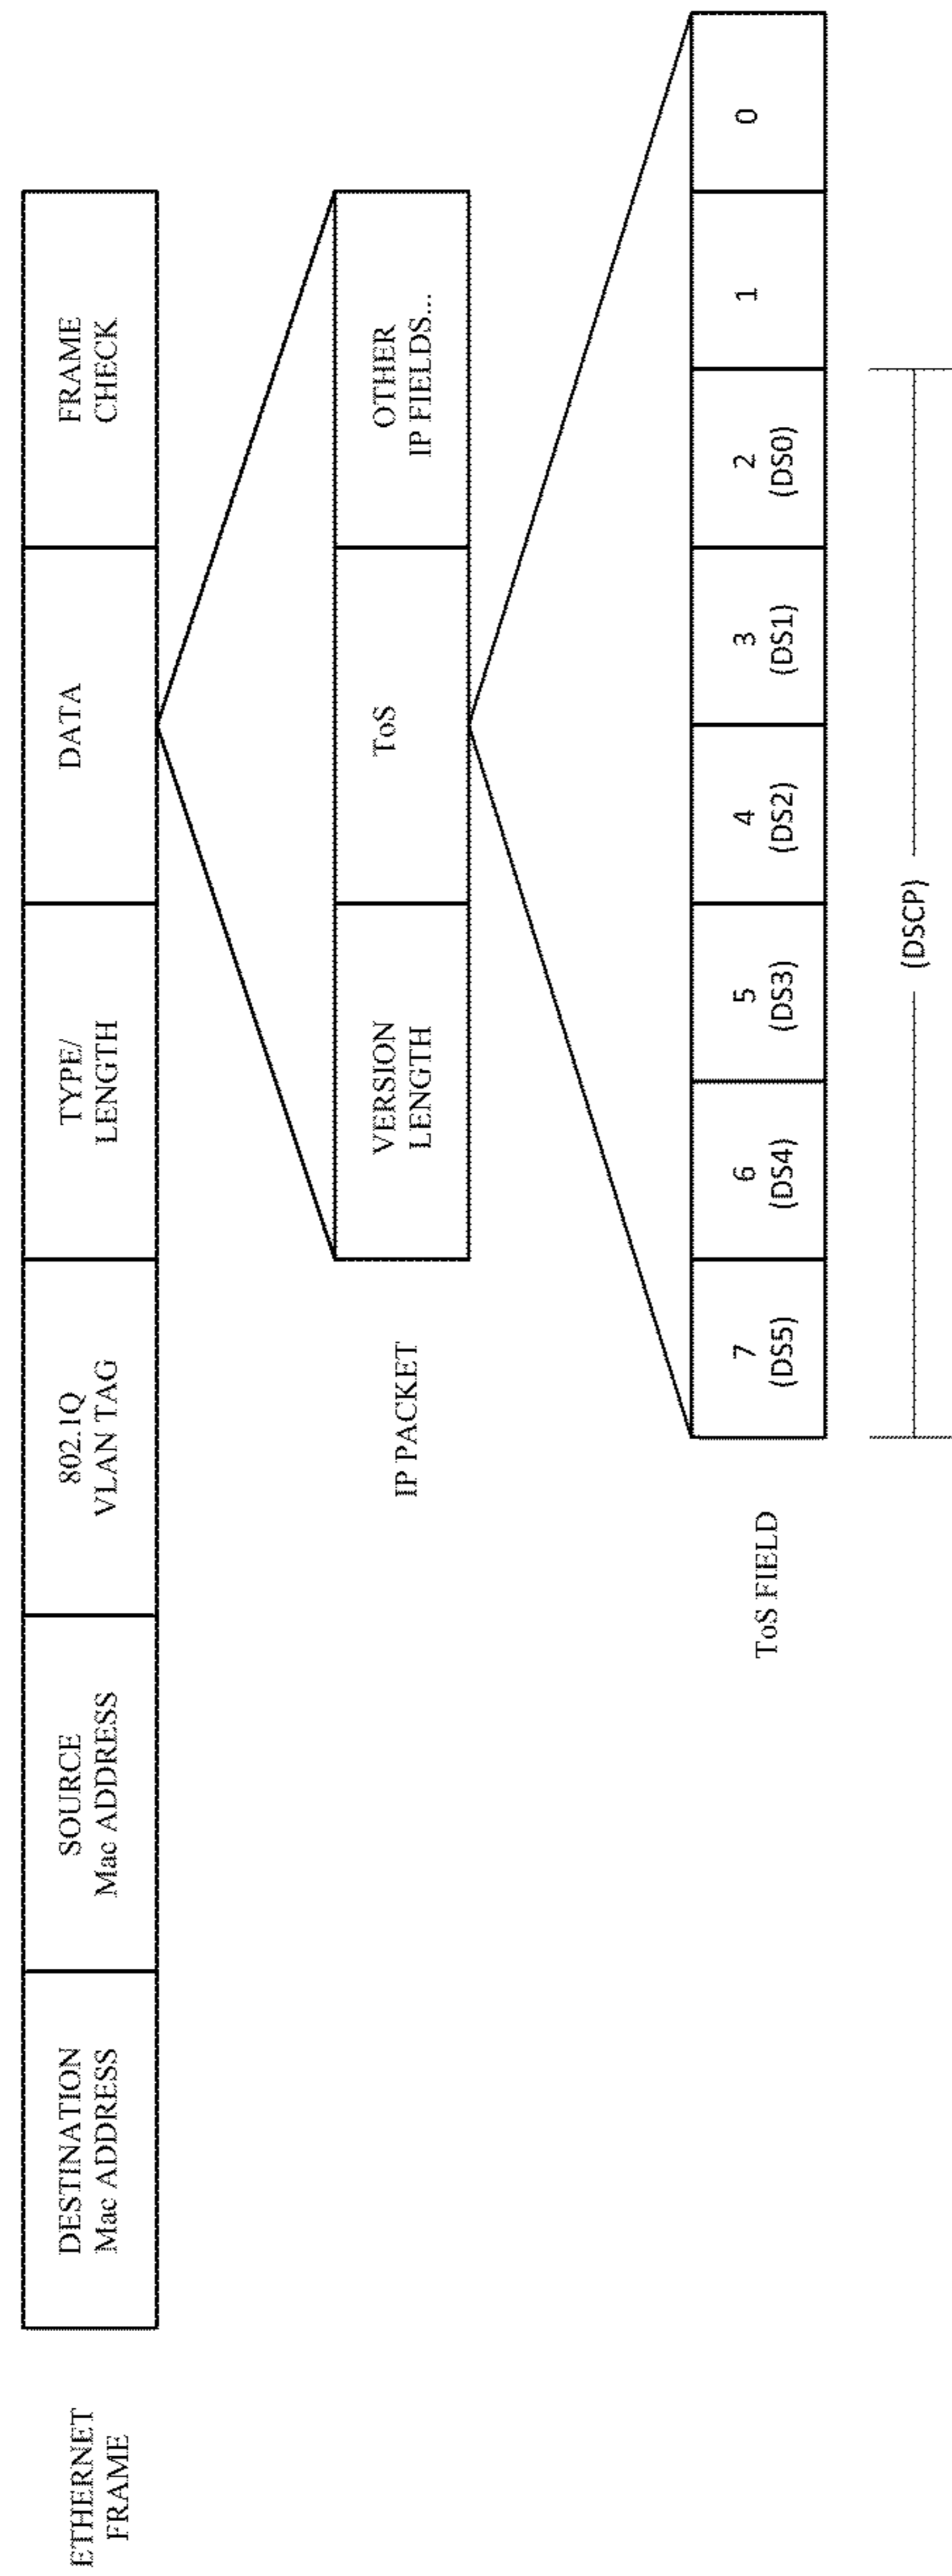 ETHERNET
FRAME
DESTINATION
Mac ADDRESS
SOURCE
Mac ADDRESS
802.1Q
VLAN TAG
TYPE/
LENGTH
DATA
FRAME
CHECK
IP PACKET
VERSION
LENGTH
ToS
OTHER
IP FIELDS...
ToS FIELD
7
(DS5)
6
(DS4)
5
(DS3)
4
(DS2)
3
(DS1)
2
(DS0)
1
0
(DSCP)